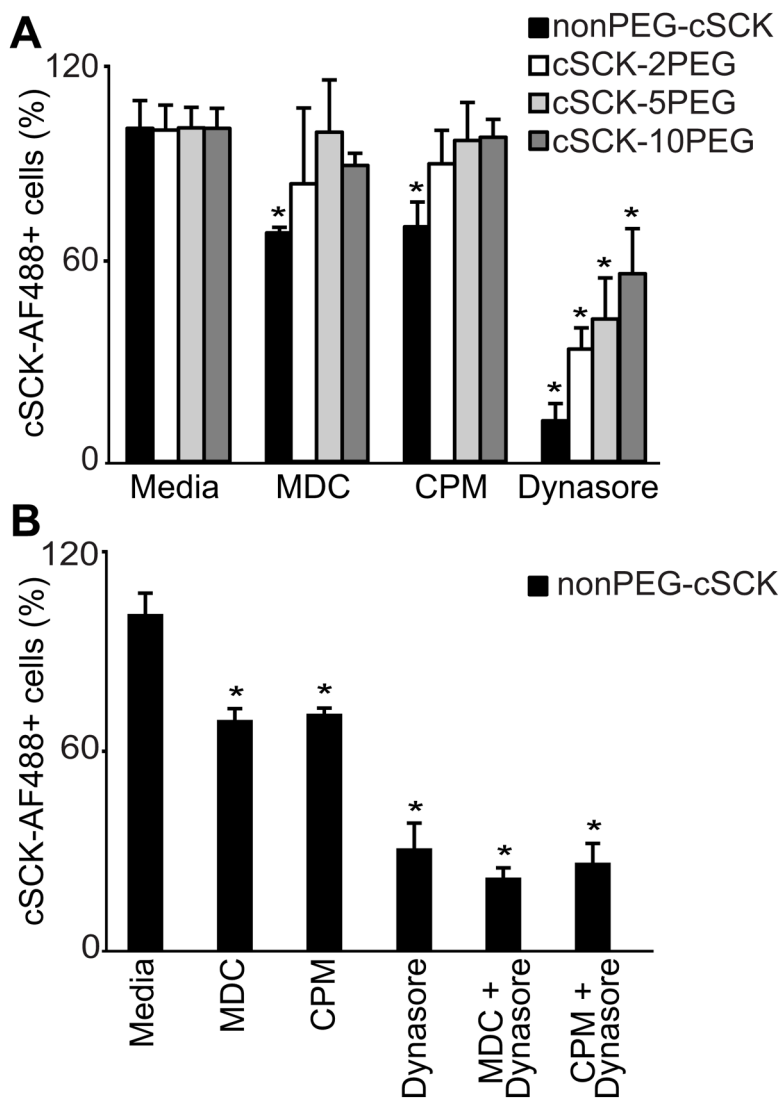 A
nonPEG-cSCK
cSCK-2PEG
cSCK-5PEG
cSCK-10PEG
cSCK-AF488+ cells (%)
120
60
0
* * * * * *
Media MDC CPM Dynasore
B
nonPEG-cSCK
cSCK-AF488+ cells (%)
120
60
0
* * * * *
Media
MDC
CPM
Dynasore
MDC +
Dynasore
CPM +
Dynasore